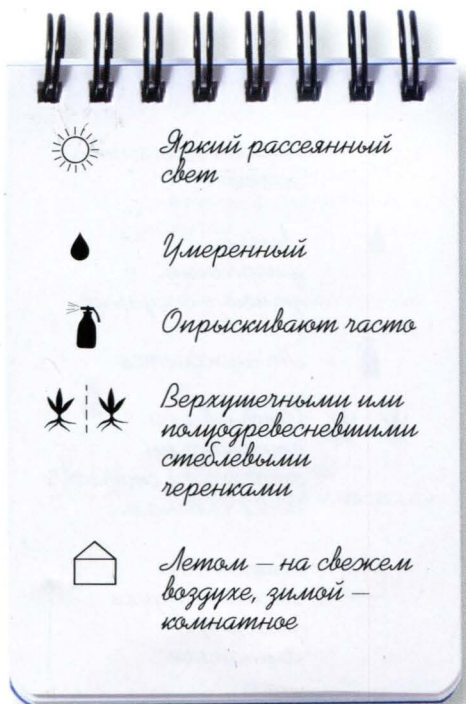 Яркий рассеянный
свет
Умеренный
Опрыскивают часто
Верхушечными или
полуодревесневшими
стеблевыми
черенками
Летом – на свежем
воздухе, зимой –
комнатное